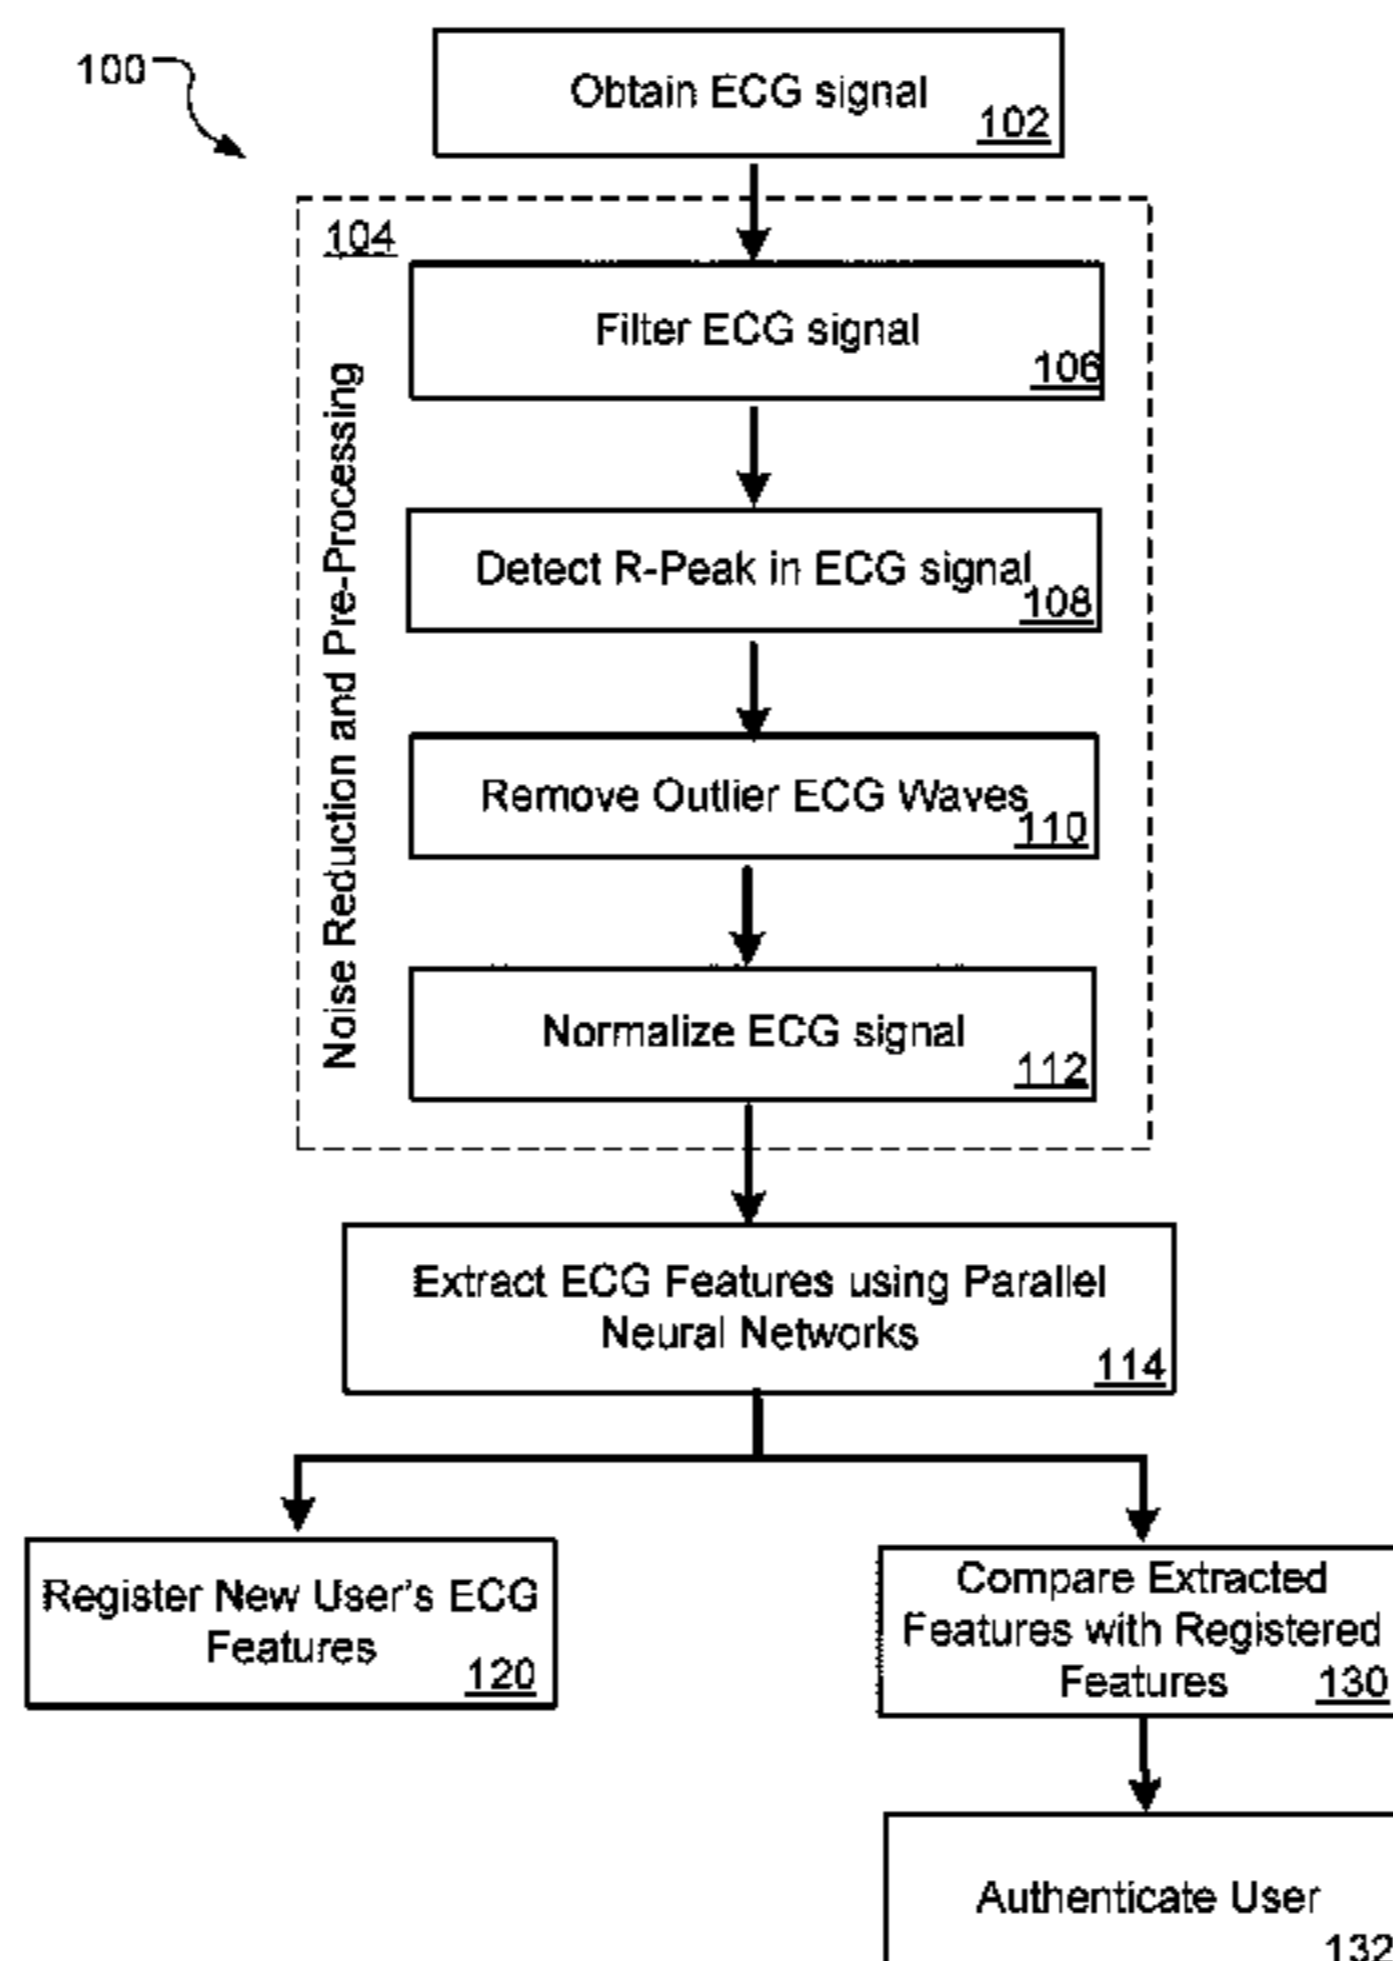 100
Obtain ECG signal
102
104
Noise Reduction and Pre-Processing
Filter ECG signal
106
Detect R-Peak in ECG signal
108
Remove Outlier ECG Waves
110
Normalize ECG signal
112
Extract ECG Features using Parallel
Neural Networks
114
Register New User's ECG
Features
120
Compare Extracted
Features with Registered
Features
130
Authenticate User
132